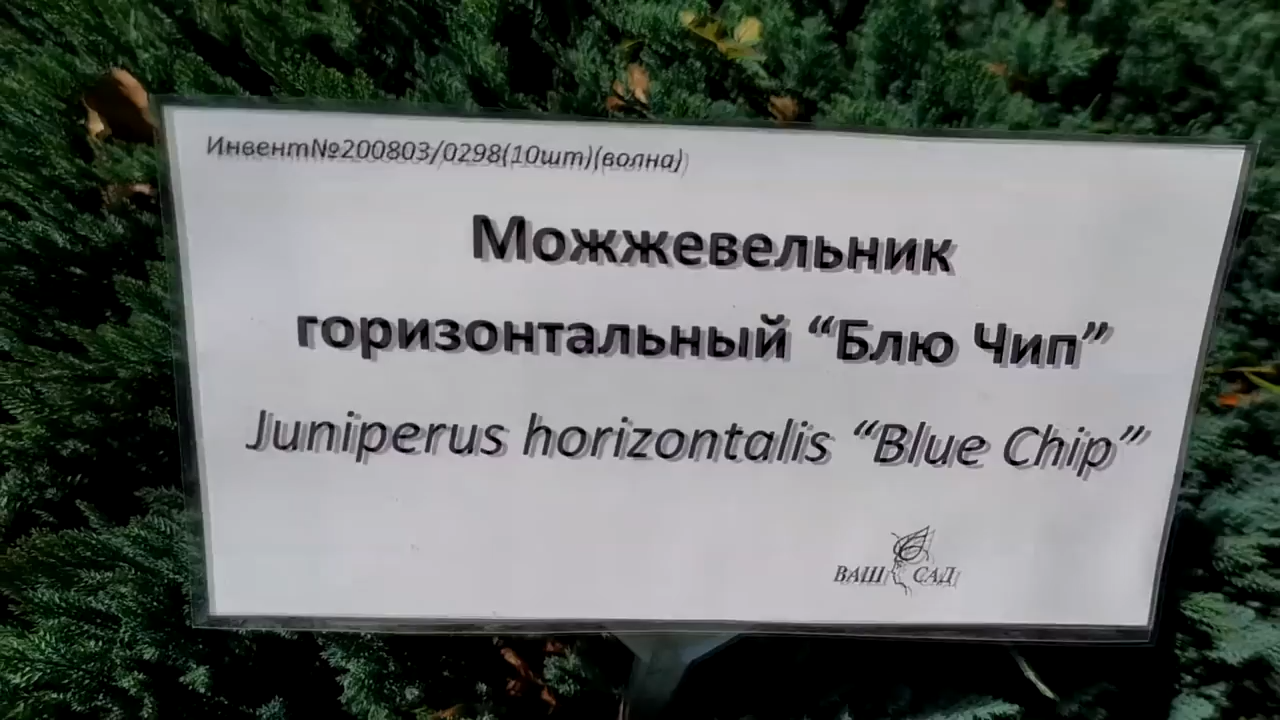 Инвент№200803/0298(10шт)(волна)
Можжевельник
горизонтальный “Блю Чип”
Juniperus horizontalis “Blue Chip”
ВАШ САД